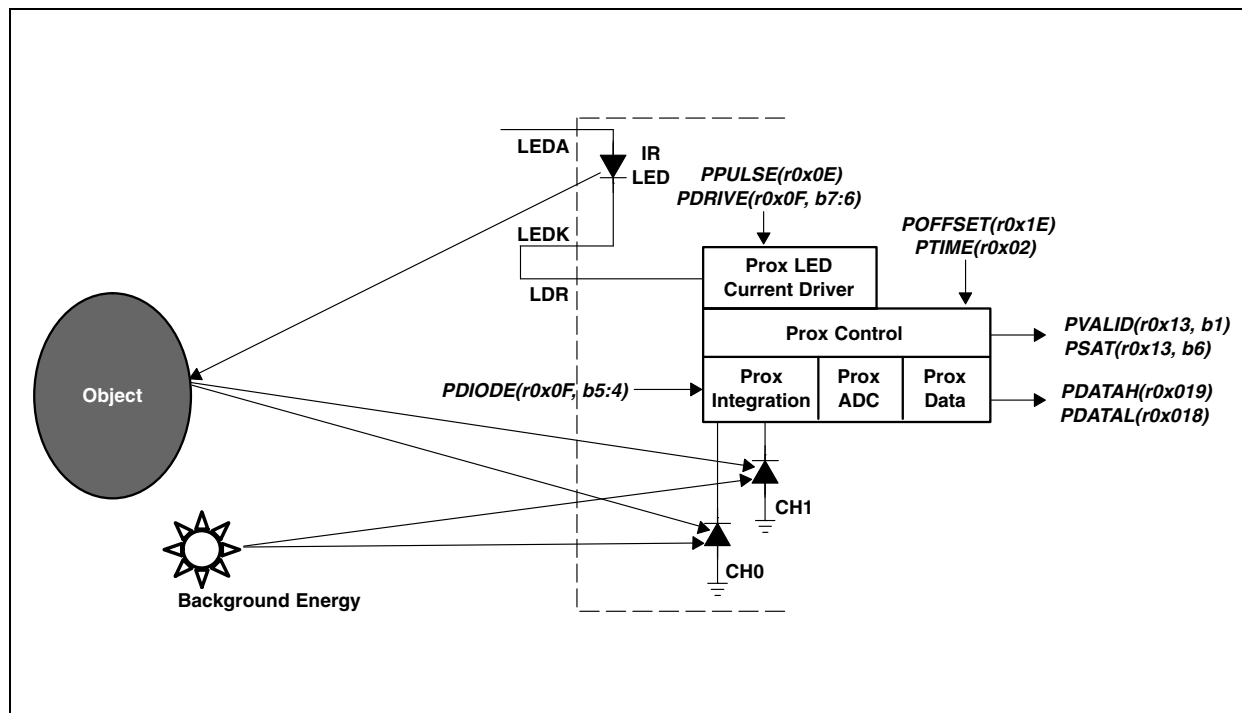 LEDA
IR
LED
LEDK
LDR
PPULSE(r0x0E)
PDRIVE(r0x0F, b7:6)
POFFSET(r0x1E)
PTIME(r0x02)
Prox LED
Current Driver
Prox Control
PVALID(r0x13, b1)
PSAT(r0x13, b6)
PDIODE(r0x0F, b5:4)
Prox
Integration
Prox
ADC
Prox
Data
PDATAH(r0x019)
PDATAL(r0x018)
Object
CH1
CH0
Background Energy